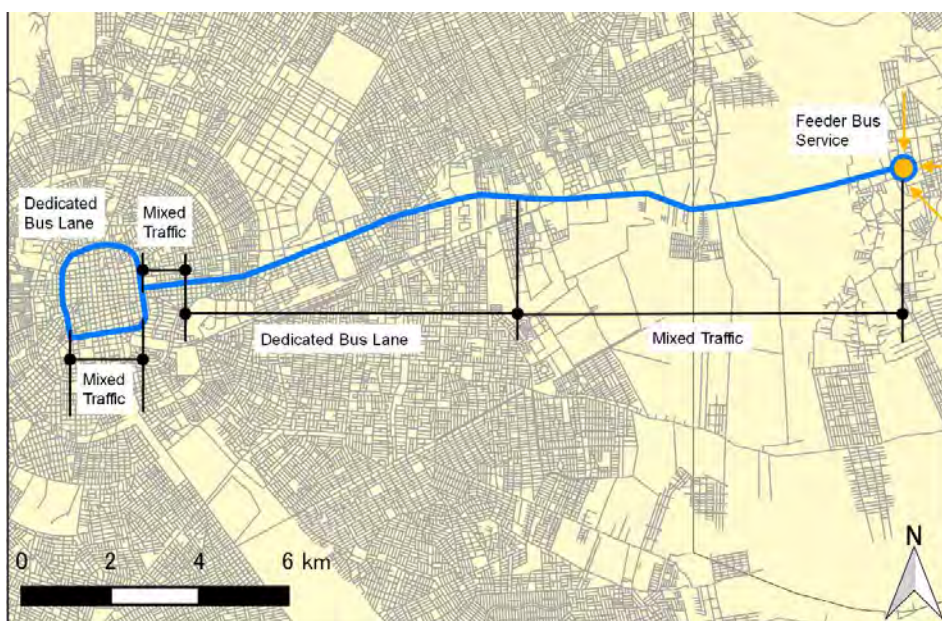 Feeder Bus
Service
Dedicated
Bus Lane
Mixed
Traffic
Dedicated Bus Lane
Mixed Traffic
Mixed
Traffic
0 2 4 6 km
N